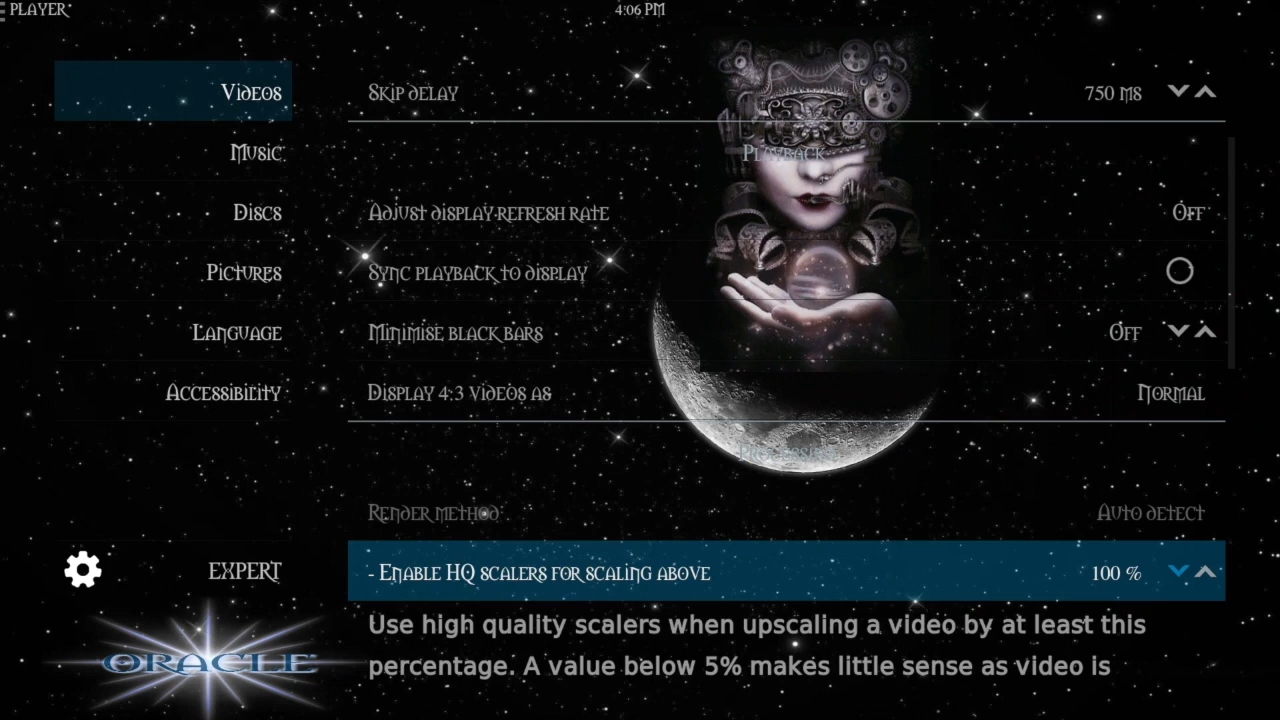 PLAYER
4:06 PM
Videos
Music
Discs
Pictures
Language
Accessibility
EXPERT
ORACLE
Skip delay 750 ms
Playback
Adjust display refresh rate Off
Sync playback to display
Minimise black bars Off
Display 4:3 videos as Normal
Processing
Render method Auto detect
- Enable HQ scalers for scaling above 100 %
Use high quality scalers when upscaling a video by at least this
percentage. A value below 5% makes little sense as video is